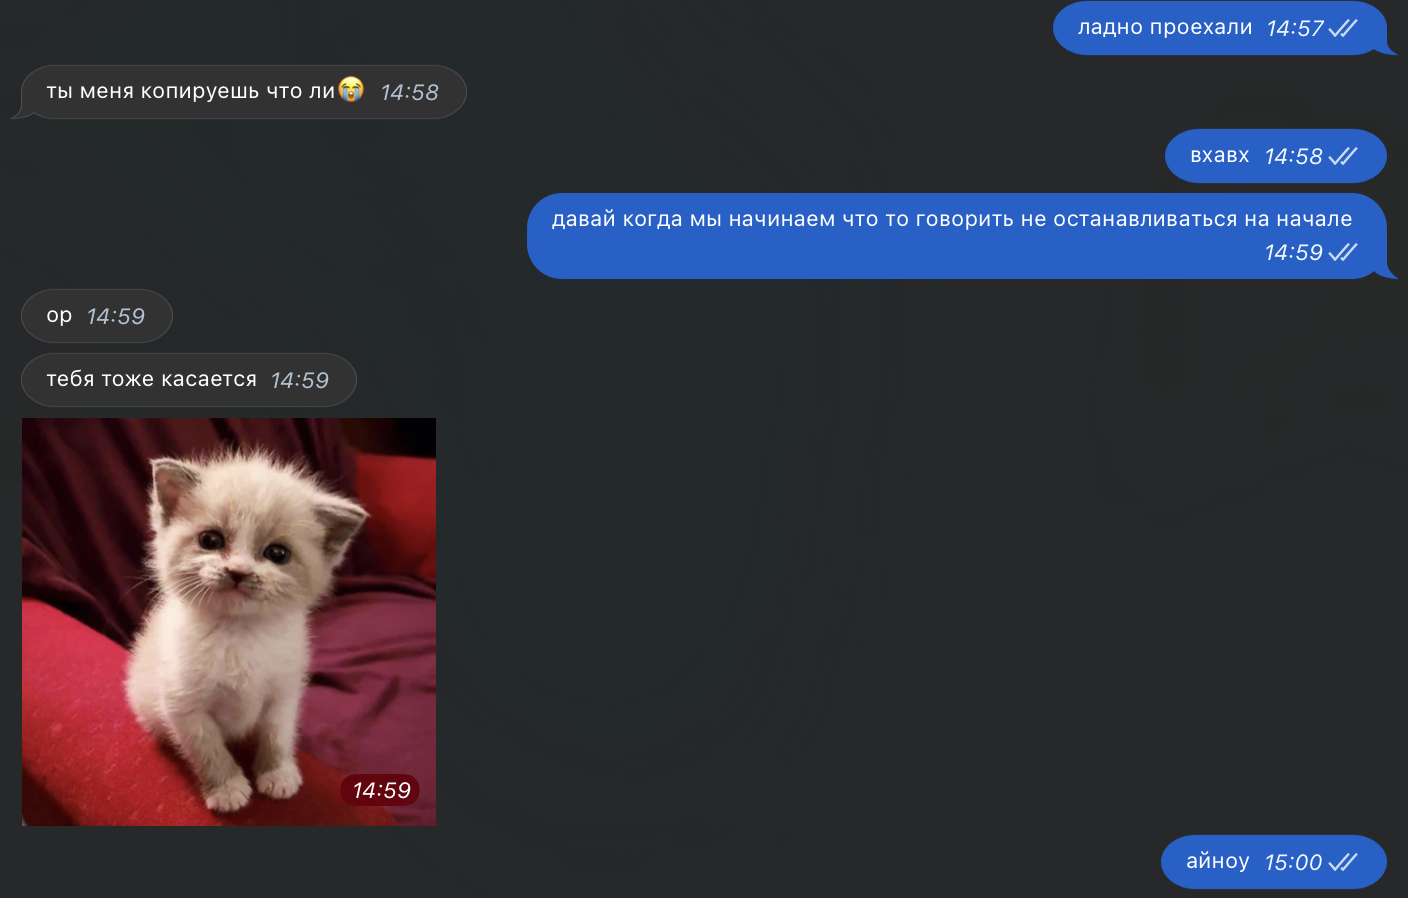 ладно проехали 14:57
ты меня копируешь что ли😭 14:58
вхавх 14:58
давай когда мы начинаем что то говорить не останавливаться на начале
14:59
ор 14:59
тебя тоже касается 14:59
14:59
айноу 15:00